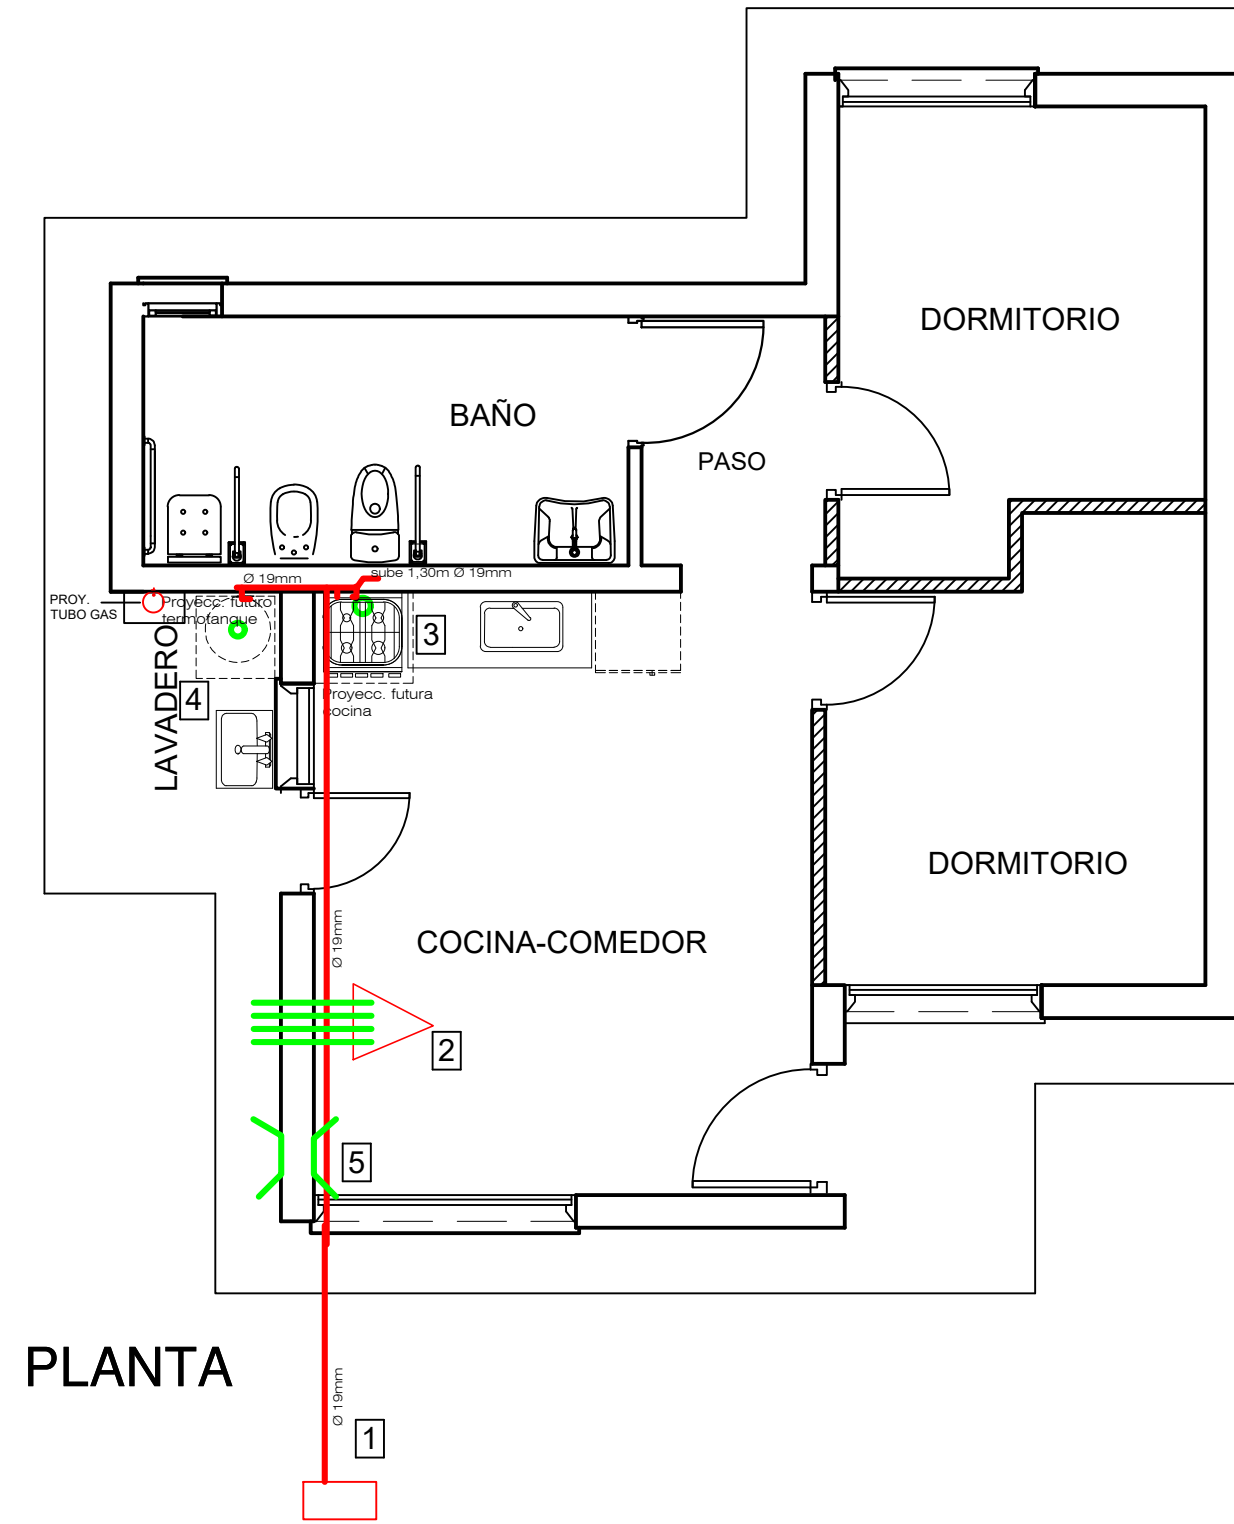 DORMITORIO
BAÑO
PASO
Ø 19mm
sube 1,30m Ø 19mm
PROY.
TUBO GAS
Proyecc. futuro
termotanque
3
4
LAVADERO
Proyecc. futura
cocina
DORMITORIO
Ø 19mm
COCINA-COMEDOR
2
5
PLANTA
Ø 19mm
1